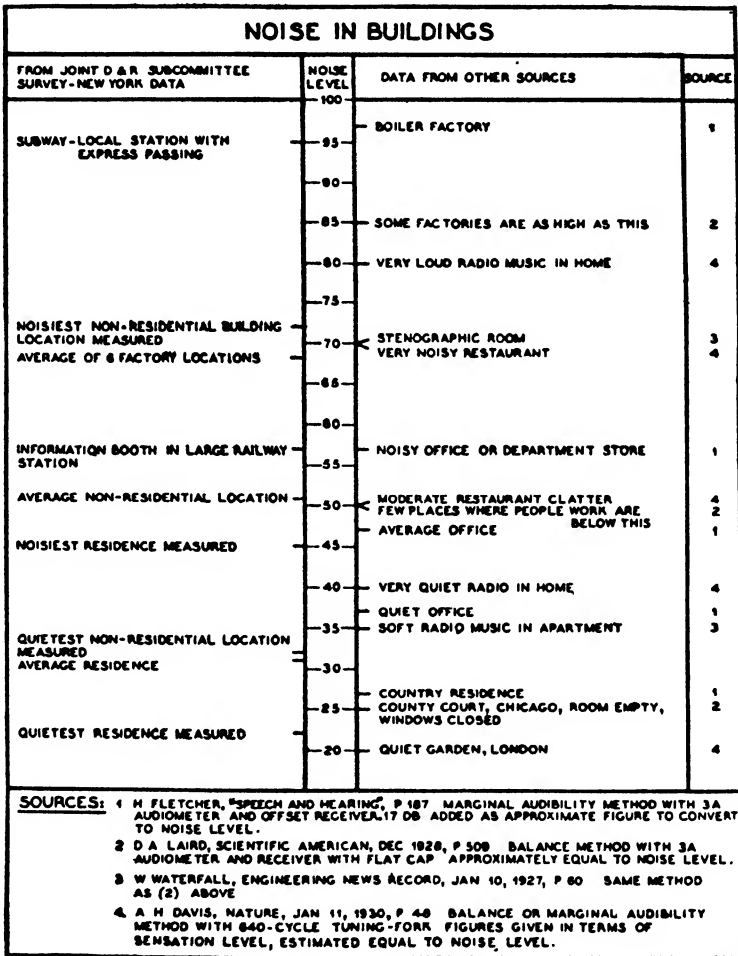 NOISE IN BUILDINGS
FROM JOINT D & R SUBCOMMITTEE
SURVEY-NEW YORK DATA
NOISE
LEVEL
DATA FROM OTHER SOURCES
SOURCE
100
BOILER FACTORY 1
SUBWAY-LOCAL STATION WITH
EXPRESS PASSING
95
90
85 SOME FACTORIES ARE AS HIGH AS THIS 2
80 VERY LOUD RADIO MUSIC IN HOME 4
75
NOISIEST NON-RESIDENTIAL BUILDING
LOCATION MEASURED
70
STENOGRAPHIC ROOM 3
VERY NOISY RESTAURANT 4
AVERAGE OF 6 FACTORY LOCATIONS
65
60
INFORMATION BOOTH IN LARGE RAILWAY
STATION
NOISY OFFICE OR DEPARTMENT STORE 1
55
AVERAGE NON-RESIDENTIAL LOCATION
50
MODERATE RESTAURANT CLATTER 4
FEW PLACES WHERE PEOPLE WORK ARE 2
BELOW THIS
AVERAGE OFFICE 1
NOISIEST RESIDENCE MEASURED 45
40 VERY QUIET RADIO IN HOME 4
QUIET OFFICE 1
35 SOFT RADIO MUSIC IN APARTMENT 3
QUIETEST NON-RESIDENTIAL LOCATION
MEASURED
AVERAGE RESIDENCE
30
COUNTRY RESIDENCE 1
25 COUNTY COURT, CHICAGO, ROOM EMPTY, 2
WINDOWS CLOSED
QUIETEST RESIDENCE MEASURED
20 QUIET GARDEN, LONDON 4
SOURCES: 1 H FLETCHER, "SPEECH AND HEARING", P 187 MARGINAL AUDIBILITY METHOD WITH 3A
AUDIOMETER AND OFFSET RECEIVER.17 DB ADDED AS APPROXIMATE FIGURE TO CONVERT
TO NOISE LEVEL.
2 D A LAIRD, SCIENTIFIC AMERICAN, DEC 1928, P 509 BALANCE METHOD WITH 3A
AUDIOMETER AND RECEIVER WITH FLAT CAP APPROXIMATELY EQUAL TO NOISE LEVEL.
3 W WATERFALL, ENGINEERING NEWS RECORD, JAN 10, 1927, P 60 SAME METHOD
AS (2) ABOVE
4 A H DAVIS, NATURE, JAN 11, 1930, P 48 BALANCE OR MARGINAL AUDIBILITY
METHOD WITH 640-CYCLE TUNING-FORK FIGURES GIVEN IN TERMS OF
SENSATION LEVEL, ESTIMATED EQUAL TO NOISE LEVEL.